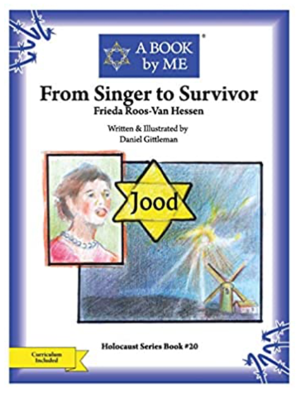 A BOOK
by ME®
From Singer to Survivor
Frieda Roos-Van Hessen
Written & Illustrated by
Daniel Gittleman
Jood
Curriculum
Included
Holocaust Series Book #20